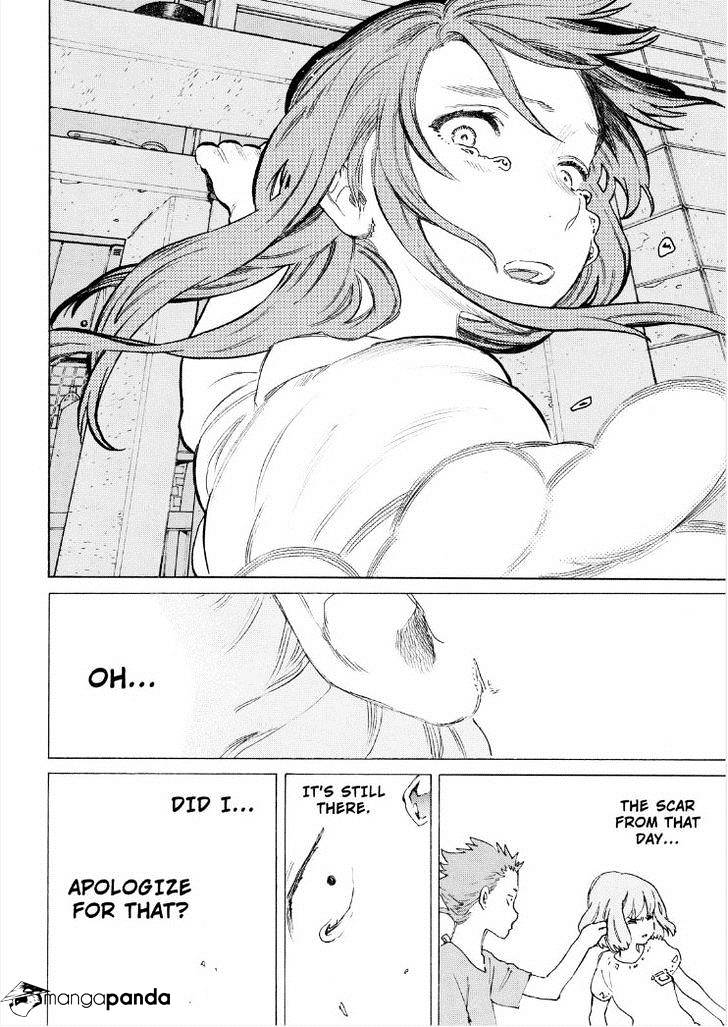 OH...
THE SCAR
FROM THAT
DAY...
IT'S STILL
THERE.
DID I...
APOLOGIZE
FOR THAT?
mangapanda